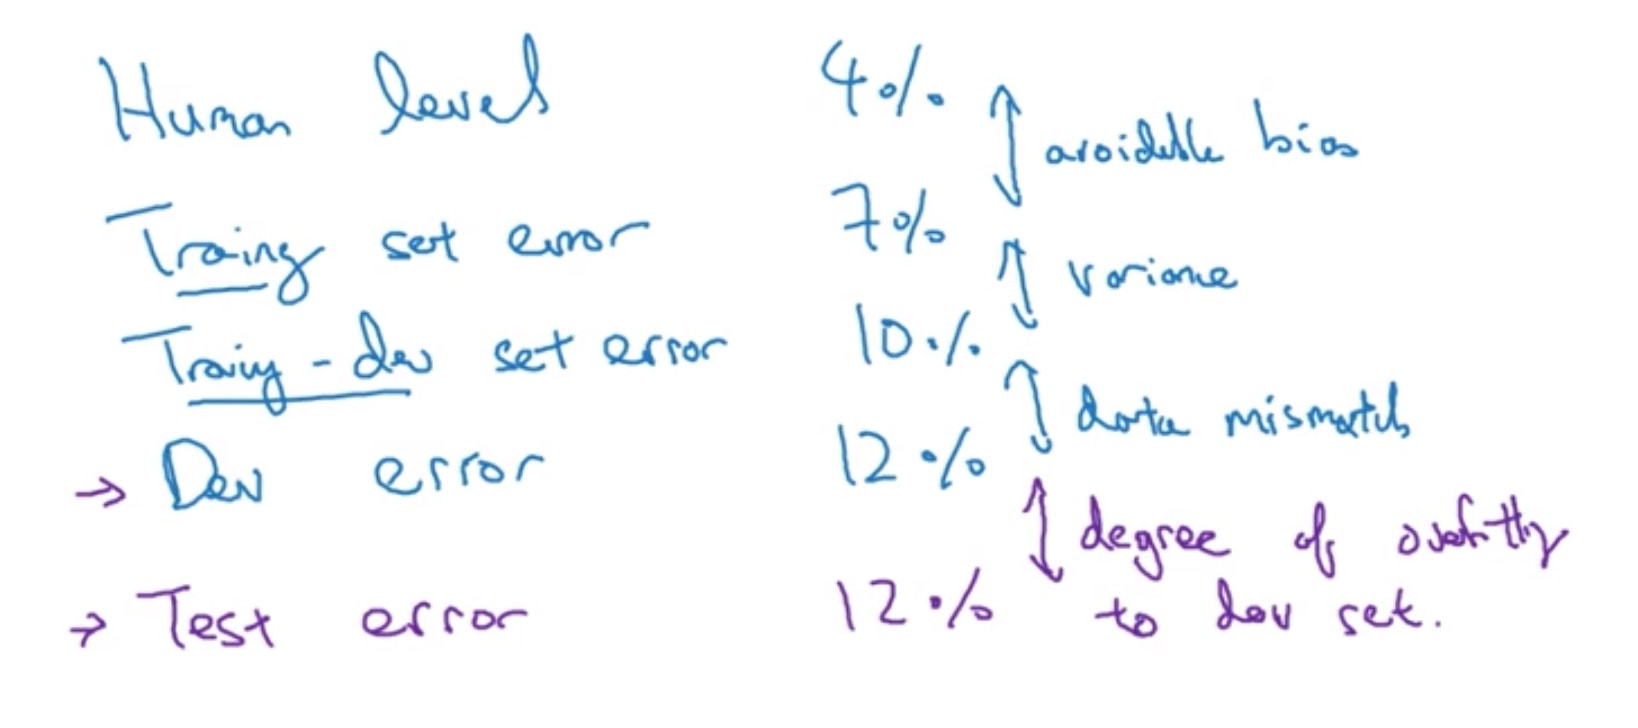 Human level 4%
avoidable bias
Training set error 7%
variance
Training-dev set error 10%
data mismatch
→ Dev error 12%
degree of overfitting
→ Test error 12% to dev set.